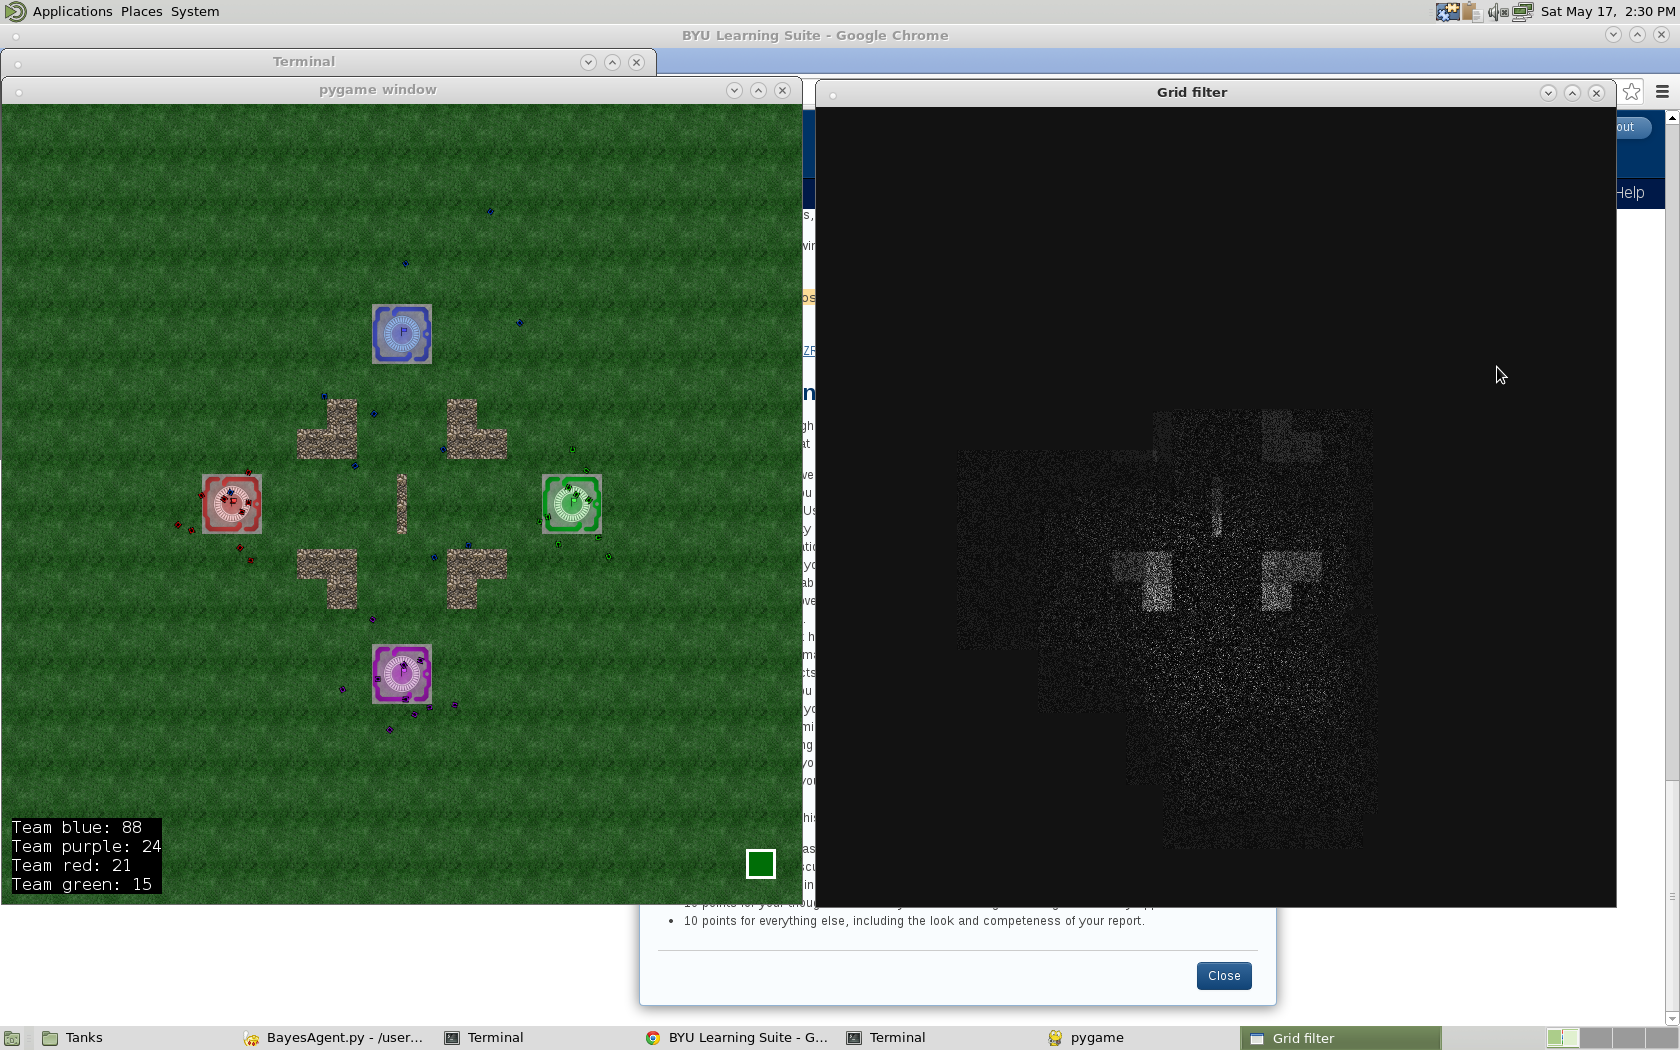 Applications Places System
Sat May 17, 2:30 PM
BYU Learning Suite - Google Chrome
Terminal
pygame window
Grid filter
out
Help
Team blue: 88
Team purple: 24
Team red: 21
Team green: 15
10 points for everything else, including the look and competeness of your report.
Close
Tanks
BayesAgent.py - /user...
Terminal
BYU Learning Suite - G...
Terminal
pygame
Grid filter